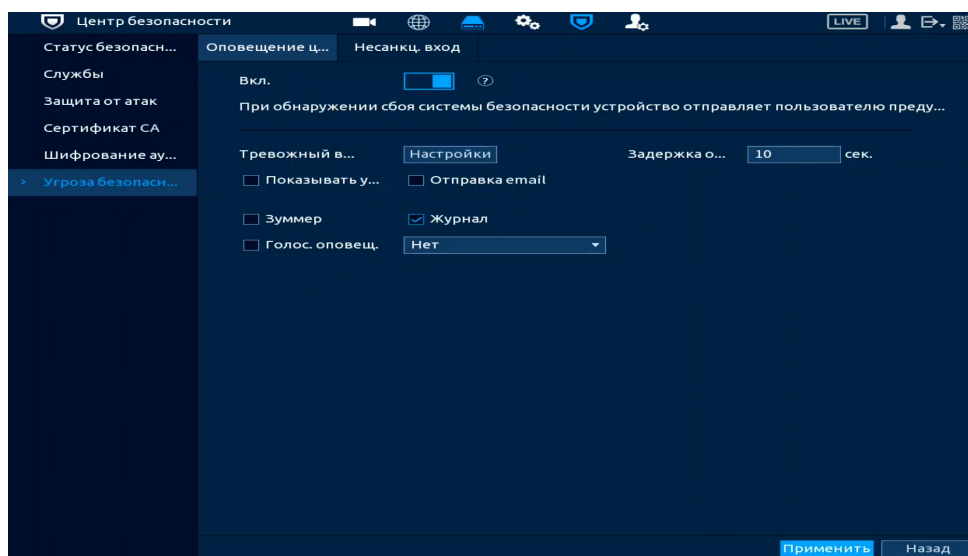 Центр безопасности LIVE
Статус безопасн...
Службы
Защита от атак
Сертификат CA
Шифрование ау...
> Угроза безопасн...
Оповещение ц... Несанкц. вход
Вкл. ?
При обнаружении сбоя системы безопасности устройство отправляет пользователю преду...
Тревожный в... Настройки Задержка о... 10 сек.
Показывать у... Отправка email
Зуммер Журнал
Голос. оповещ. Нет
Применить Назад